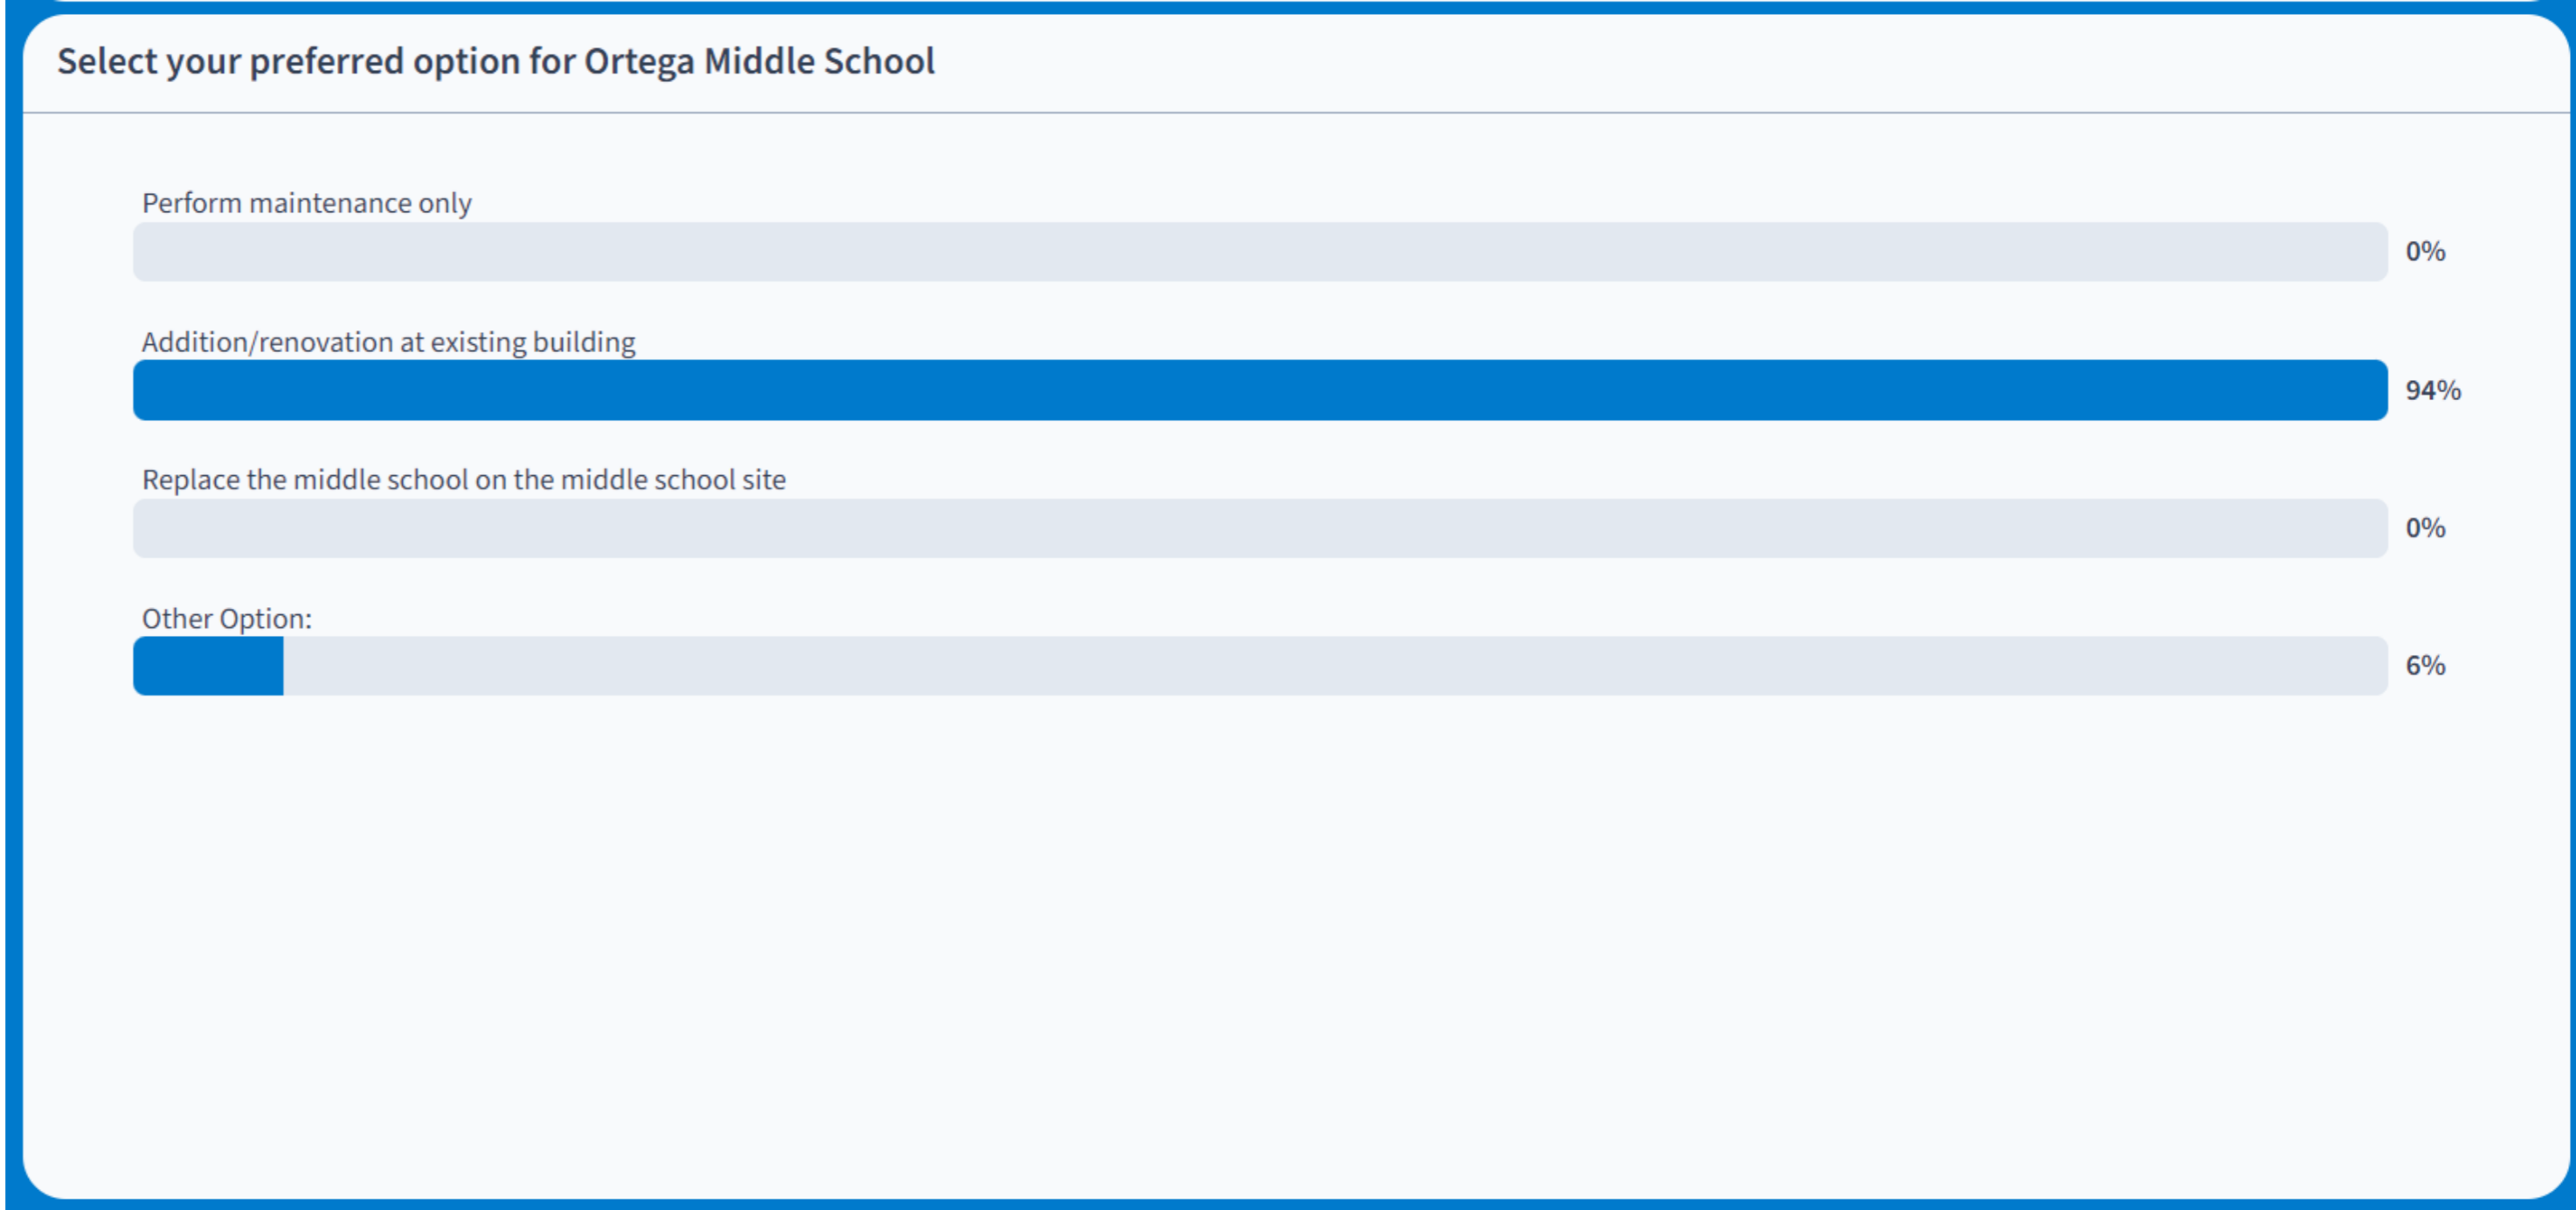 Select your preferred option for Ortega Middle School
Perform maintenance only
0%
Addition/renovation at existing building
94%
Replace the middle school on the middle school site
0%
Other Option:
6%